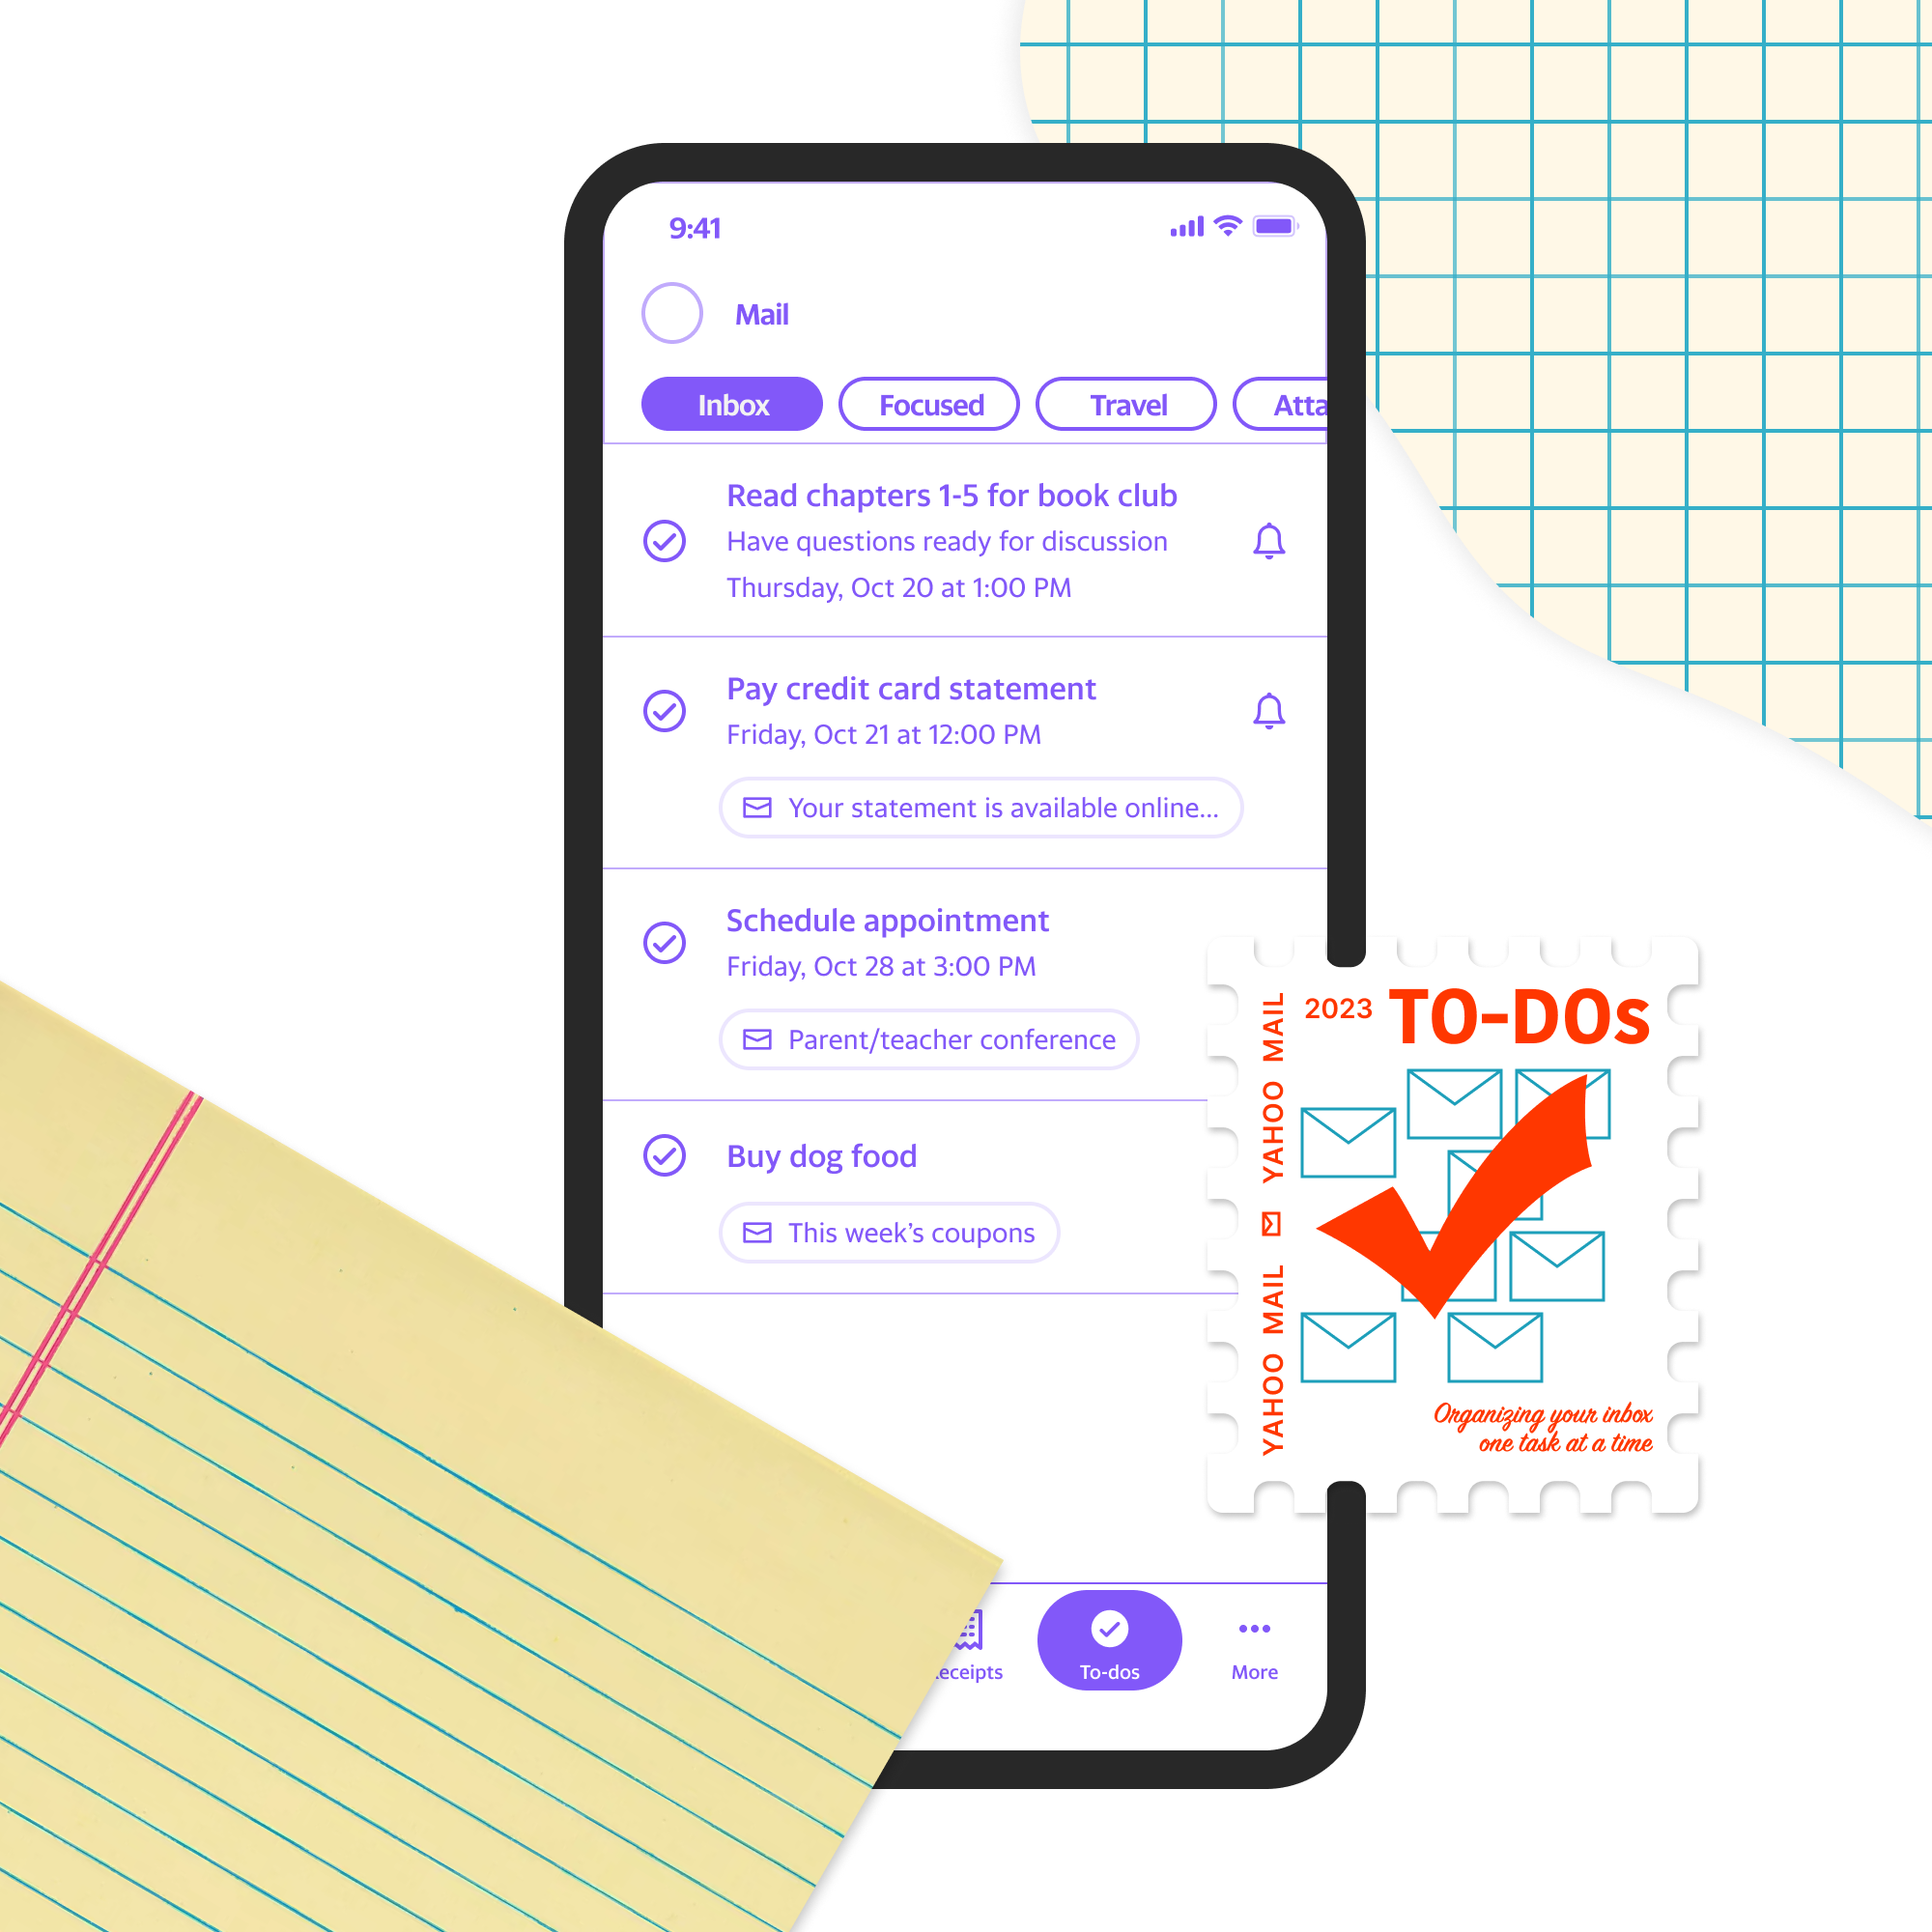 9:41
Mail
Inbox
Focused
Travel
Atta
Read chapters 1-5 for book club
Have questions ready for discussion
Thursday, Oct 20 at 1:00 PM
Pay credit card statement
Friday, Oct 21 at 12:00 PM
Your statement is available online...
Schedule appointment
Friday, Oct 28 at 3:00 PM
Parent/teacher conference
Buy dog food
This week’s coupons
2023 TO-DOs
YAHOO MAIL
YAHOO MAIL
Organizing your inbox
one task at a time
eceipts
To-dos
More